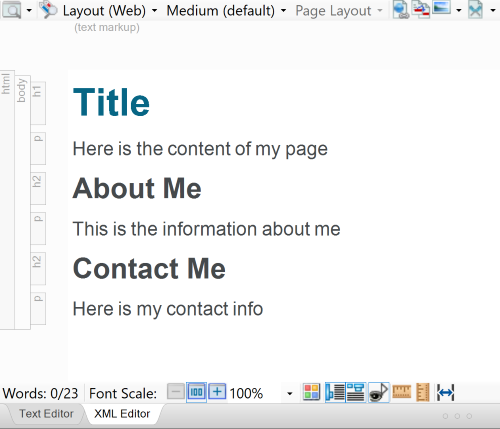 Layout (Web) Medium (default) Page Layout
(text markup)
html
body
h1
Title
p
Here is the content of my page
h2
About Me
p
This is the information about me
h2
Contact Me
p
Here is my contact info
Words: 0/23 Font Scale: 100 100%
Text Editor XML Editor